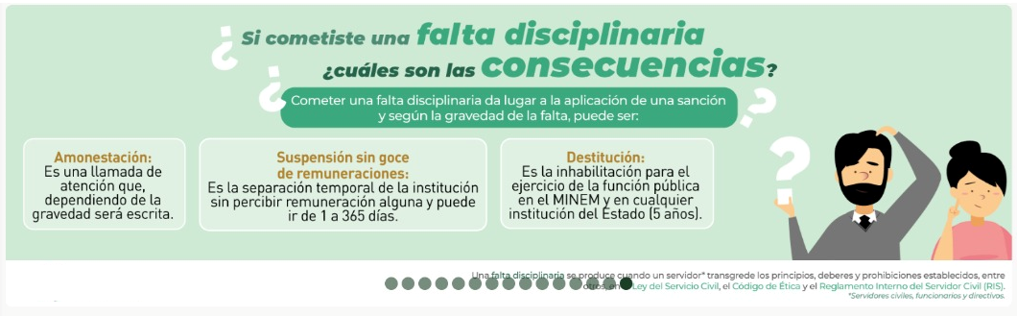 Si cometiste una falta disciplinaria
¿cuáles son las consecuencias?
Cometer una falta disciplinaria da lugar a la aplicación de una sanción
y según la gravedad de la falta, puede ser:
Amonestación:
Es una llamada de
atención que,
dependiendo de la
gravedad será escrita.
Suspensión sin goce
de remuneraciones:
Es la separación temporal de la institución
sin percibir remuneración alguna y puede
ir de 1 a 365 días.
Destitución:
Es la inhabilitación para el
ejercicio de la función pública
en el MINEM y en cualquier
institución del Estado (5 años).
Una falta disciplinaria se produce cuando un servidor* transgrede los principios, deberes y prohibiciones establecidos, entre
Ley del Servicio Civil, el Código de Ética y el Reglamento Interno del Servidor Civil (RIS).
*Servidores civiles, funcionarios y directivos.